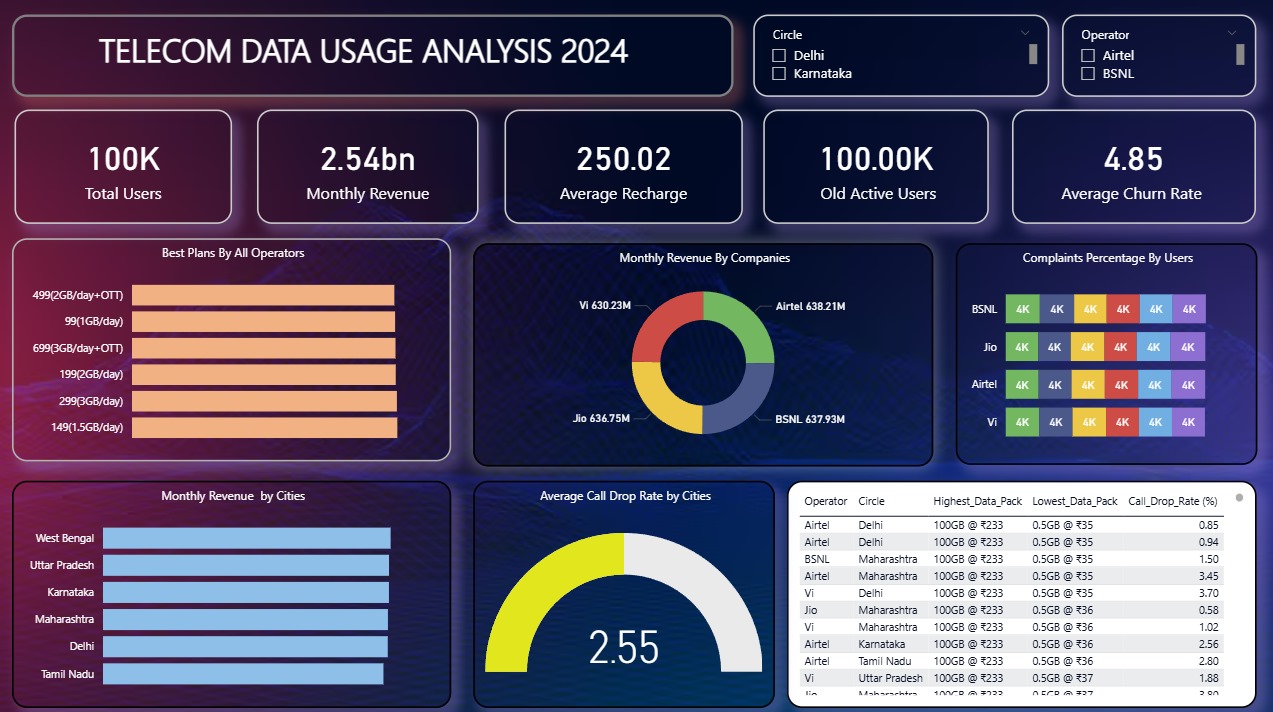 TELECOM DATA USAGE ANALYSIS 2024
Circle
Delhi
Karnataka
Operator
Airtel
BSNL
100K
Total Users
2.54bn
Monthly Revenue
250.02
Average Recharge
100.00K
Old Active Users
4.85
Average Churn Rate
Best Plans By All Operators
499(2GB/day+OTT)
99(1GB/day)
699(3GB/day+OTT)
199(2GB/day)
299(3GB/day)
149(1.5GB/day)
Monthly Revenue By Companies
Vi 630.23M
Airtel 638.21M
Jio 636.75M
BSNL 637.93M
Complaints Percentage By Users
BSNL 4K 4K 4K 4K 4K 4K
Jio 4K 4K 4K 4K 4K 4K
Airtel 4K 4K 4K 4K 4K 4K
Vi 4K 4K 4K 4K 4K 4K
Monthly Revenue by Cities
West Bengal
Uttar Pradesh
Karnataka
Maharashtra
Delhi
Tamil Nadu
Average Call Drop Rate by Cities
2.55
Operator Circle Highest_Data_Pack Lowest_Data_Pack Call_Drop_Rate (%)
Airtel Delhi 100GB @ ₹233 0.5GB @ ₹35 0.85
Airtel Delhi 100GB @ ₹233 0.5GB @ ₹35 0.94
BSNL Maharashtra 100GB @ ₹233 0.5GB @ ₹35 1.50
Airtel Maharashtra 100GB @ ₹233 0.5GB @ ₹35 3.45
Vi Delhi 100GB @ ₹233 0.5GB @ ₹35 3.70
Jio Maharashtra 100GB @ ₹233 0.5GB @ ₹36 0.58
Vi Maharashtra 100GB @ ₹233 0.5GB @ ₹36 1.02
Airtel Karnataka 100GB @ ₹233 0.5GB @ ₹36 2.56
Airtel Tamil Nadu 100GB @ ₹233 0.5GB @ ₹36 2.80
Vi Uttar Pradesh 100GB @ ₹233 0.5GB @ ₹37 1.88
Jio Maharashtra 100GB @ ₹233 0.5GB @ ₹37 3.80